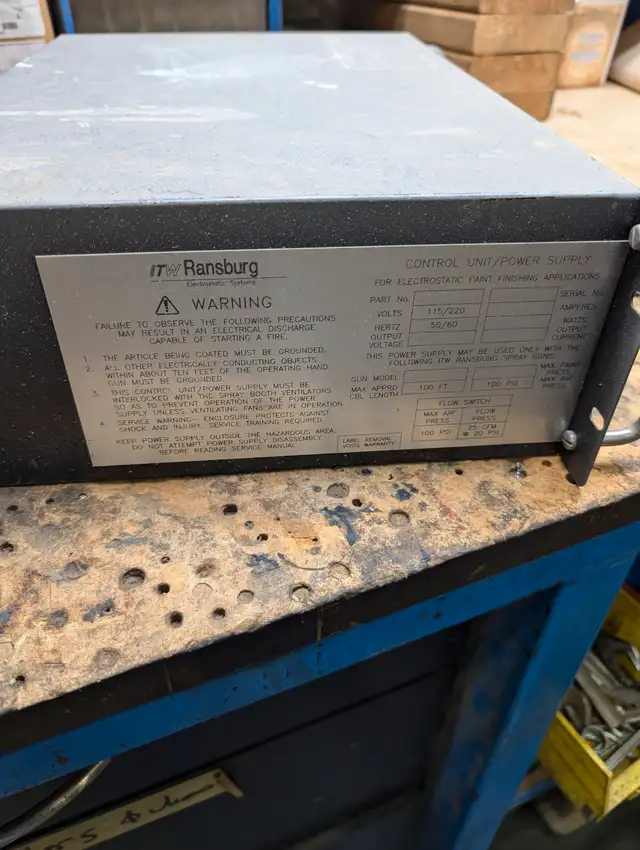 ITW Ransburg
Electrostatic Systems
WARNING
FAILURE TO OBSERVE THE FOLLOWING PRECAUTIONS
MAY RESULT IN AN ELECTRICAL DISCHARGE
CAPABLE OF STARTING A FIRE.
1. THE ARTICLE BEING COATED MUST BE GROUNDED.
2. ALL OTHER ELECTRICALLY CONDUCTING OBJECTS
WITHIN ABOUT TEN FEET OF THE OPERATING HAND
GUN MUST BE GROUNDED.
3. THIS CONTROL UNIT/POWER SUPPLY MUST BE
INTERLOCKED WITH THE SPRAY BOOTH VENTILATORS
SO AS TO PREVENT OPERATION OF THE POWER
SUPPLY UNLESS VENTILATING FANS ARE IN OPERATION
4. SERVICE WARNING- ENCLOSURE PROTECTS AGAINST
SHOCK AND INJURY. SERVICE TRAINING REQUIRED.
KEEP POWER SUPPLY OUTSIDE THE HAZARDOUS AREA.
DO NOT ATTEMPT POWER SUPPLY DISASSEMBLY
BEFORE READING SERVICE MANUAL.
LABEL REMOVAL
VOIDS WARRANTY
CONTROL UNIT/POWER SUPPLY
FOR ELECTROSTATIC PAINT FINISHING APPLICATIONS
PART No. SERIAL No.
VOLTS 115/220 AMPERES
HERTZ 50/60 WATTS
OUTPUT VOLTAGE OUTPUT CURRENT
THIS POWER SUPPLY MAY BE USED ONLY WITH THE
FOLLOWING ITW RANSBURG SPRAY GUNS.
GUN MODEL MAX PAINT PRESS.
MAX APPRED CBL LENGTH 100 FT 100 PSI MAX AIR PRESS.
FLOW SWITCH
MAX AIR PRESS FLOW PRESS
100 PSI 25 CFM @ 20 PSI